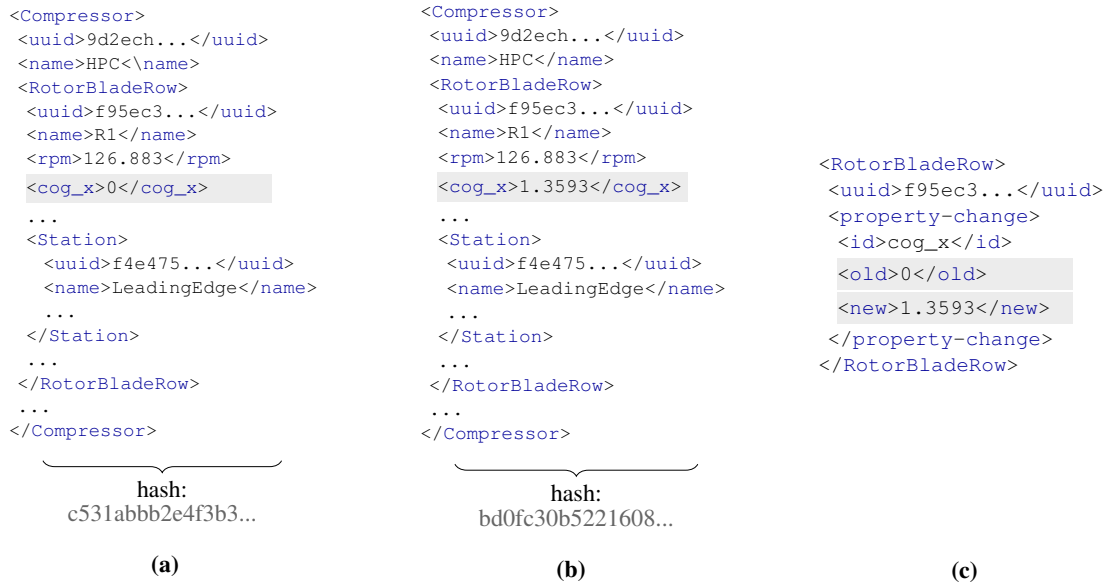 <Compressor>
<uuid>9d2ech...</uuid>
<name>HPC<\name>
<RotorBladeRow>
<uuid>f95ec3...</uuid>
<name>R1</name>
<rpm>126.883</rpm>
<cog_x>0</cog_x>
...
<Station>
<uuid>f4e475...</uuid>
<name>LeadingEdge</name>
...
</Station>
...
</RotorBladeRow>
...
</Compressor>
hash:
c531abbb2e4f3b3...
(a)
<Compressor>
<uuid>9d2ech...</uuid>
<name>HPC</name>
<RotorBladeRow>
<uuid>f95ec3...</uuid>
<name>R1</name>
<rpm>126.883</rpm>
<cog_x>1.3593</cog_x>
...
<Station>
<uuid>f4e475...</uuid>
<name>LeadingEdge</name>
...
</Station>
...
</RotorBladeRow>
...
</Compressor>
hash:
bd0fc30b5221608...
(b)
<RotorBladeRow>
<uuid>f95ec3...</uuid>
<property-change>
<id>cog_x</id>
<old>0</old>
<new>1.3593</new>
</property-change>
</RotorBladeRow>
(c)